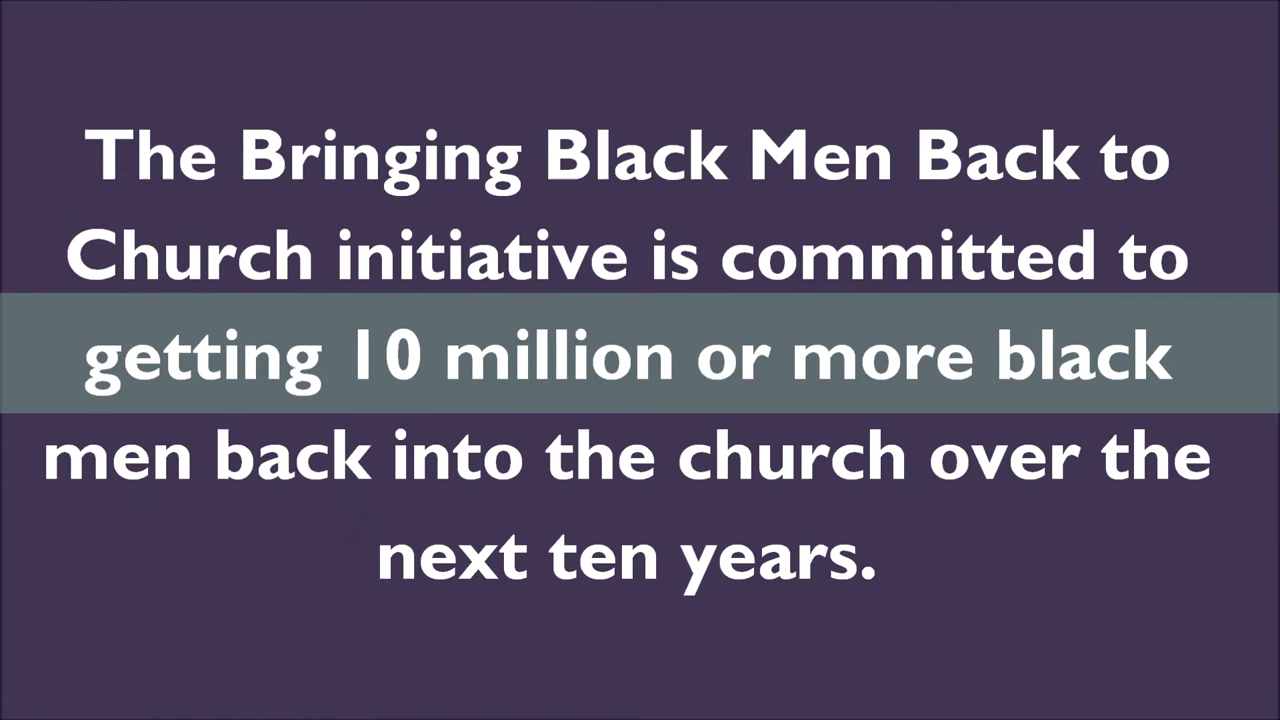 The Bringing Black Men Back to
Church initiative is committed to
getting 10 million or more black
men back into the church over the
next ten years.